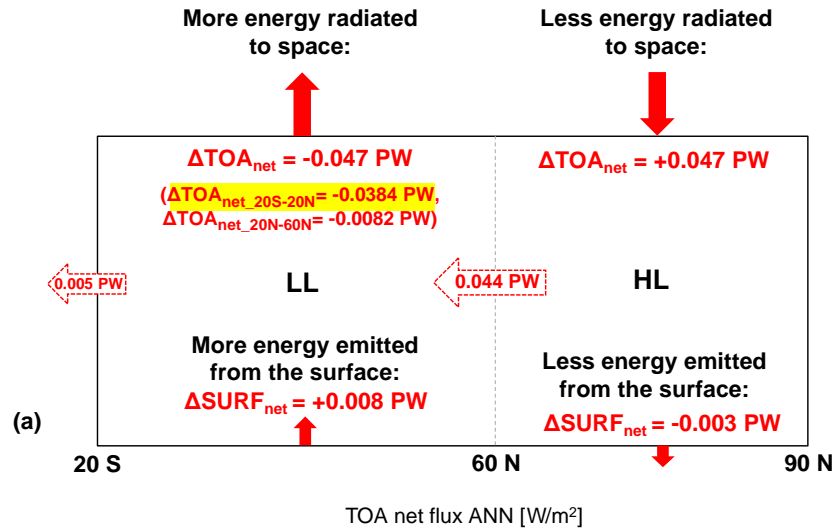 More energy radiated
to space:
Less energy radiated
to space:
ΔTOAnet = -0.047 PW
(ΔTOAnet_20S-20N= -0.0384 PW,
ΔTOAnet_20N-60N= -0.0082 PW)
ΔTOAnet = +0.047 PW
0.005 PW
LL
0.044 PW
HL
More energy emitted
from the surface:
ΔSURFnet = +0.008 PW
Less energy emitted
from the surface:
ΔSURFnet = -0.003 PW
(a)
20 S
60 N
90 N
TOA net flux ANN [W/m²]